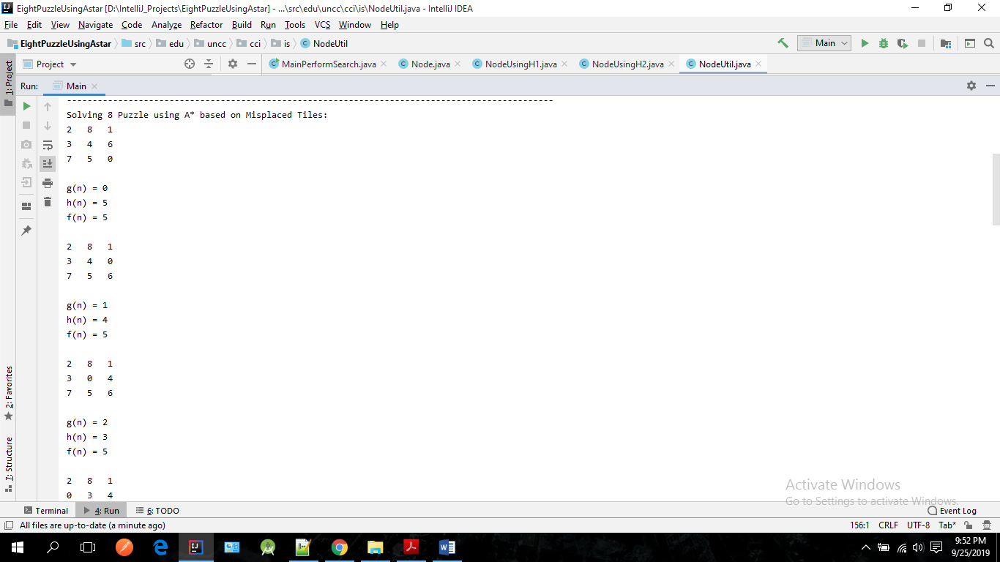 EightPuzzleUsingAstar [D:\IntelliJ_Projects\EightPuzzleUsingAstar] - ...\src\edu\uncc\cci\is\NodeUtil.java - IntelliJ IDEA
File Edit View Navigate Code Analyze Refactor Build Run Tools VCS Window Help
EightPuzzleUsingAstar src edu uncc cci is NodeUtil Main
Project MainPerformSearch.java Node.java NodeUsingH1.java NodeUsingH2.java NodeUtil.java
1: Project
Run: Main
-----------------------------------------------------------------------------------------------
Solving 8 Puzzle using A* based on Misplaced Tiles:
2 8 1
3 4 6
7 5 0
g(n) = 0
h(n) = 5
f(n) = 5
2 8 1
3 4 0
7 5 6
g(n) = 1
h(n) = 4
f(n) = 5
2 8 1
3 0 4
7 5 6
g(n) = 2
h(n) = 3
f(n) = 5
2 8 1
0 3 4
2: Favorites
7: Structure
Activate Windows
Go to Settings to activate Windows.
Terminal 4: Run 6: TODO Event Log
All files are up-to-date (a minute ago) 156:1 CRLF UTF-8 Tab*
9:52 PM
9/25/2019